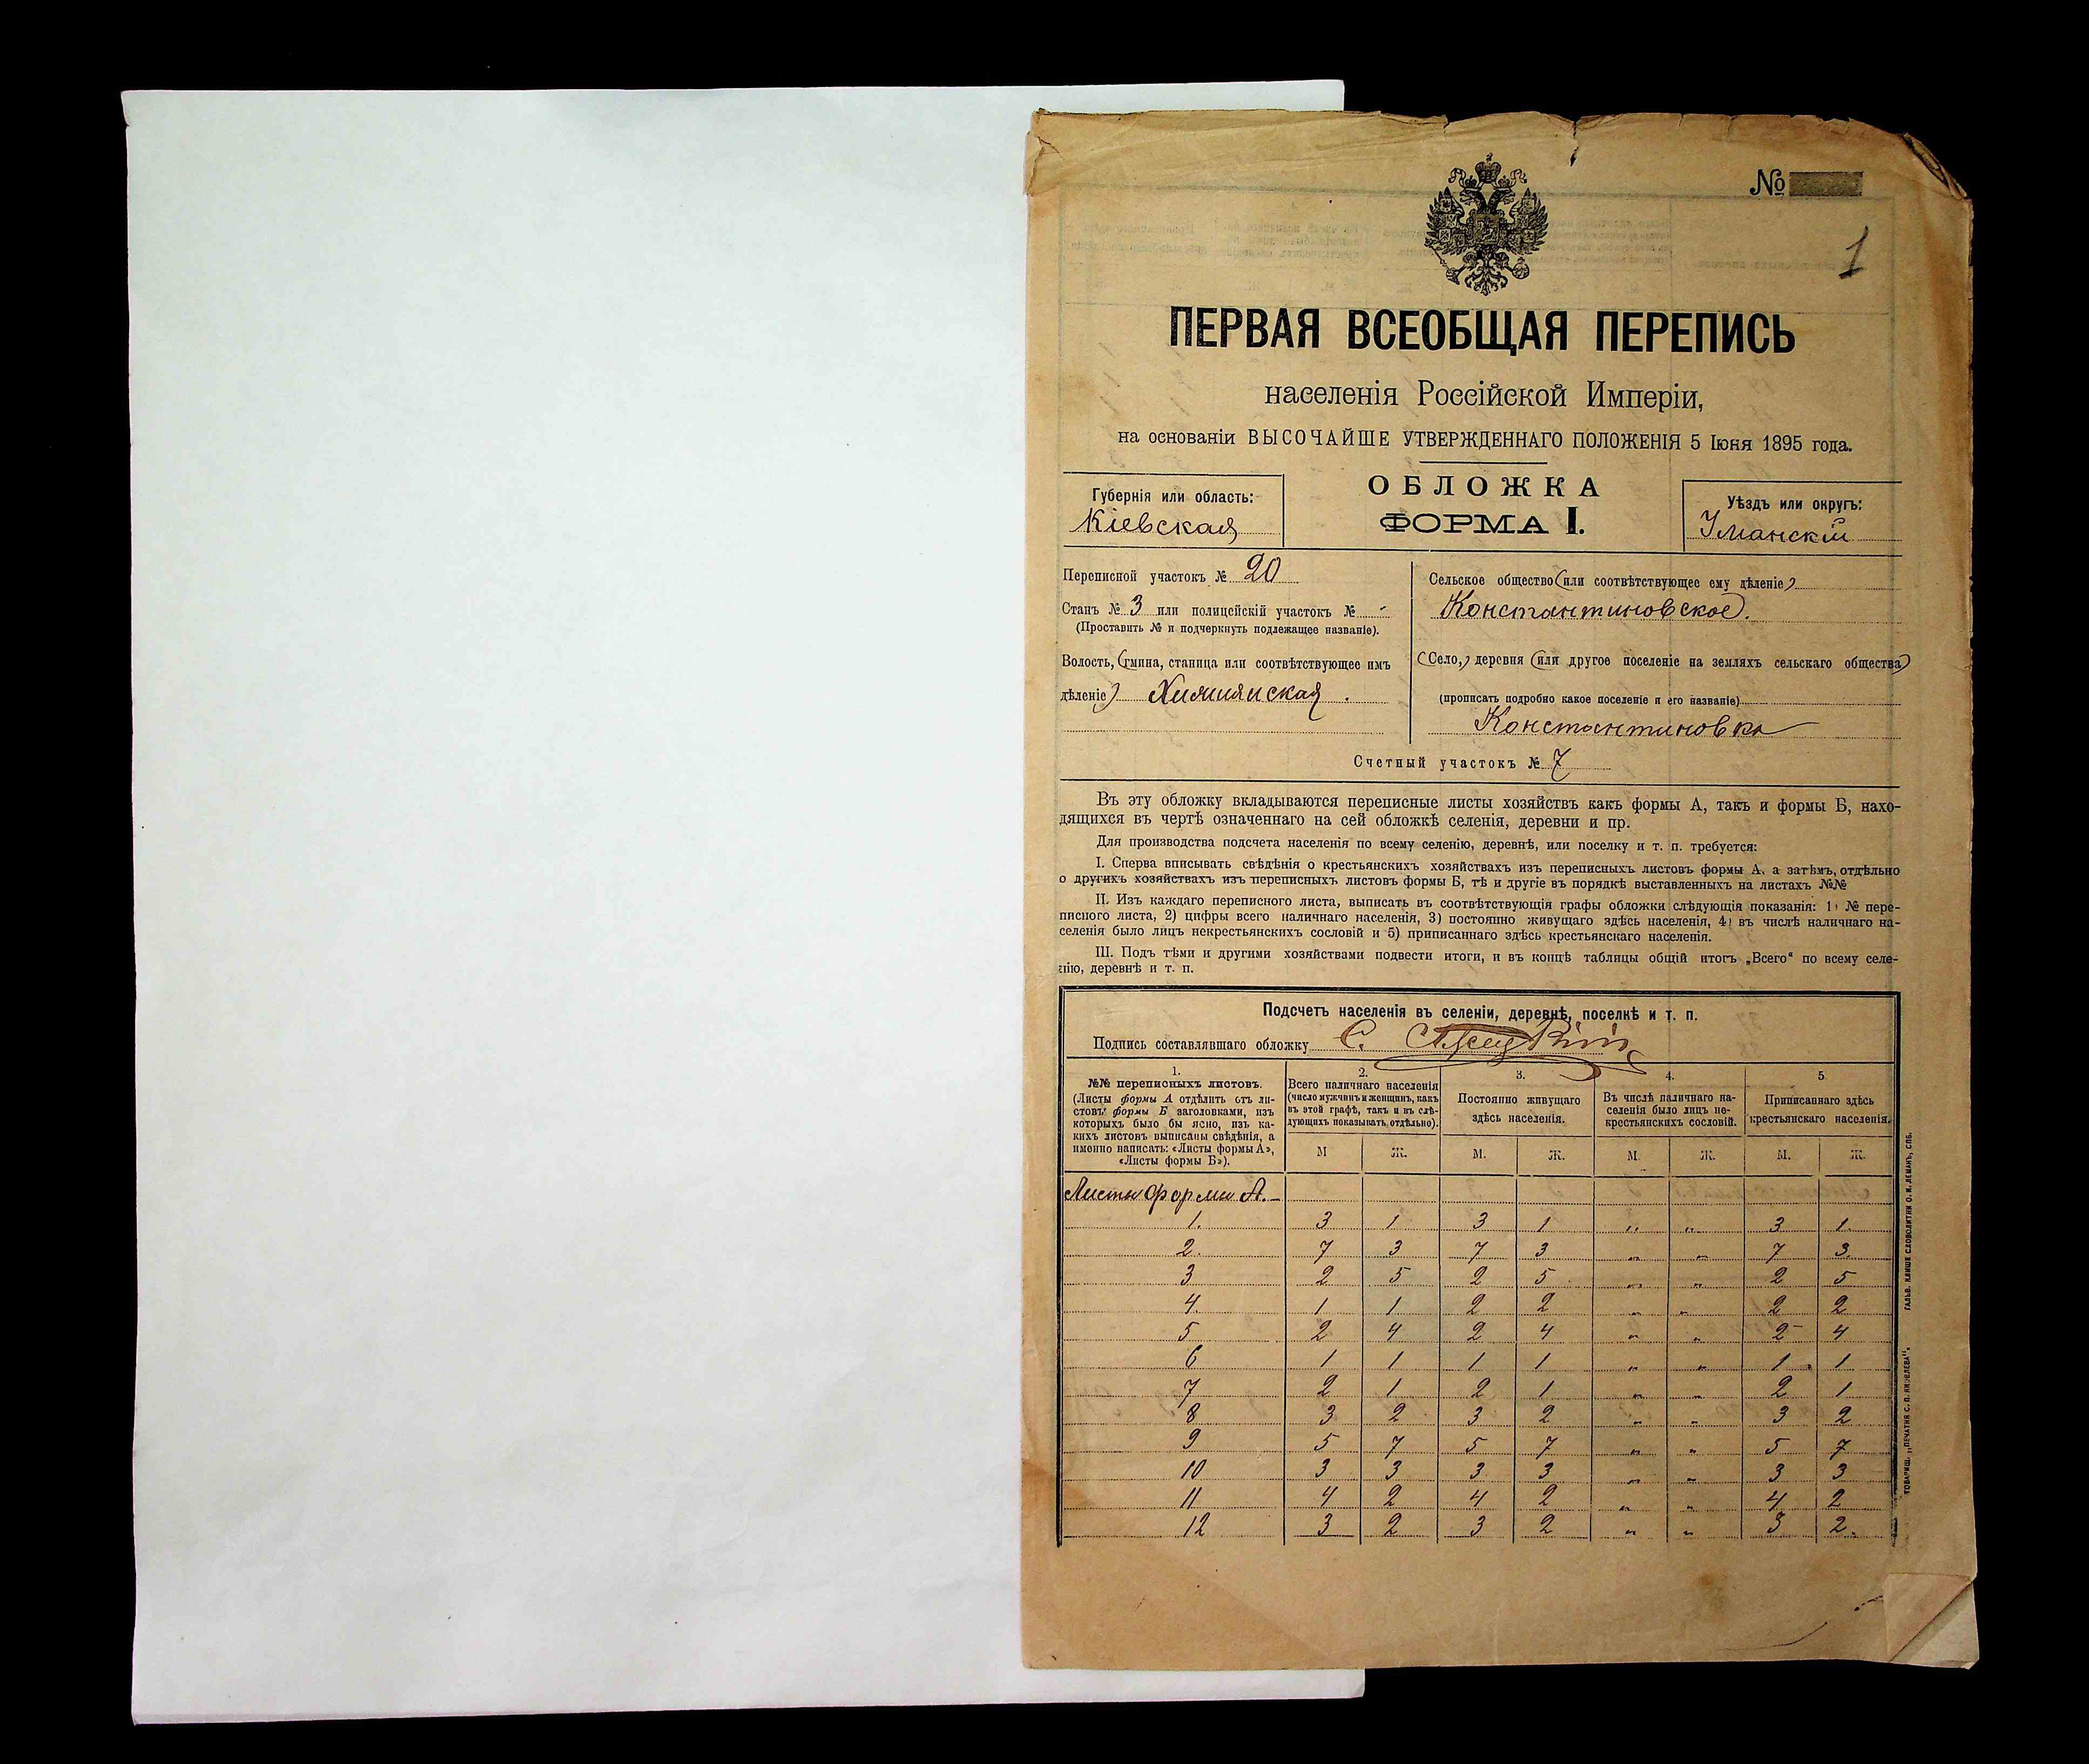 №
1
ПЕРВАЯ ВСЕОБЩАЯ ПЕРЕПИСЬ
населенія Россійской Имперіи,
на основаніи ВЫСОЧАЙШЕ УТВЕРЖДЕННАГО ПОЛОЖЕНІЯ 5 Іюня 1895 года.
Губернія или область:
Кіевская
ОБЛОЖКА
ФОРМА I.
Уѣздъ или округъ:
Уманскій
Переписной участокъ № 20
Станъ № 3 или полицейскій участокъ № -
(Проставить № и подчеркнуть подлежащее названіе).
Волость, (гмина, станица или соотвѣтствующее имъ
дѣленіе)
Сельское общество (или соотвѣтствующее ему дѣленіе)
Константиновское.
(Село,) деревня (или другое поселеніе на земляхъ сельскаго общества)
(прописать подробно какое поселеніе и его названіе)
Константиновка
Счетный участокъ № 7
Въ эту обложку вкладываются переписные листы хозяйствъ какъ формы А, такъ и формы Б, нахо-
дящихся въ чертѣ означеннаго на сей обложкѣ селенія, деревни и пр.
Для производства подсчета населенія по всему селенію, деревнѣ, или поселку и т. п. требуется:
I. Сперва вписывать свѣдѣнія о крестьянскихъ хозяйствахъ изъ переписныхъ листовъ формы А, а затѣмъ, отдѣльно
о другихъ хозяйствахъ изъ переписныхъ листовъ формы Б, тѣ и другіе въ порядкѣ выставленныхъ на листахъ №№
II. Изъ каждаго переписного листа, выписать въ соотвѣтствующія графы обложки слѣдующія показанія: 1) № пере-
писного листа, 2) цифры всего наличнаго населенія, 3) постоянно живущаго здѣсь населенія, 4) въ числѣ наличнаго на-
селенія было лицъ некрестьянскихъ сословій и 5) приписаннаго здѣсь крестьянскаго населенія.
III. Подъ тѣми и другими хозяйствами подвести итоги, и въ концѣ таблицы общій итогъ „Всего“ по всему селе-
нію, деревнѣ и т. п.
Подсчетъ населенія въ селеніи, деревнѣ, поселкѣ и т. п.
Подпись составлявшаго обложку С.
1.
№№ переписныхъ листовъ.
(Листы формы А отдѣлить отъ ли-
стовъ формы Б заголовками, изъ
которыхъ было бы ясно, изъ ка-
кихъ листовъ выписаны свѣдѣнія, а
именно написать: «Листы формы А»,
«Листы формы Б»).
2.
Всего наличнаго населенія
(число мужчинъ и женщинъ, какъ
въ этой графѣ, такъ и въ слѣ-
дующихъ показывать отдѣльно).
3.
Постоянно живущаго
здѣсь населенія.
4.
Въ числѣ наличнаго на-
селенія было лицъ не-
крестьянскихъ сословій.
5
Приписаннаго здѣсь
крестьянскаго населенія.
М Ж. М. Ж. М. Ж. М. Ж.
Листы формы А.
1. 3 1 3 1 „ „ 3 1.
2. 7 3 7 3 „ „ 7 3.
3 2 5 2 5 „ „ 2 5
4. 1 1 2 2 „ „ 2 2
5 2 4 2 4 „ „ 2 4
6 1 1 1 1 „ „ 1 1
7 2 1 2 1 „ „ 2 1
8 3 2 3 2 „ „ 3 2
9 5 7 5 7 „ „ 5 7
10 3 3 3 3 „ „ 3 3
11 4 2 4 2 „ „ 4 2
12 3 2 3 2 „ „ 3 2.
ТОВАРИЩ. „ПЕЧАТНЯ С. П. ЯКОВЛЕВА“. ГАЛЬВ. КЛИШЕ СЛОВОЛИТНИ О. И. ЛЕМАНЪ, СПБ.